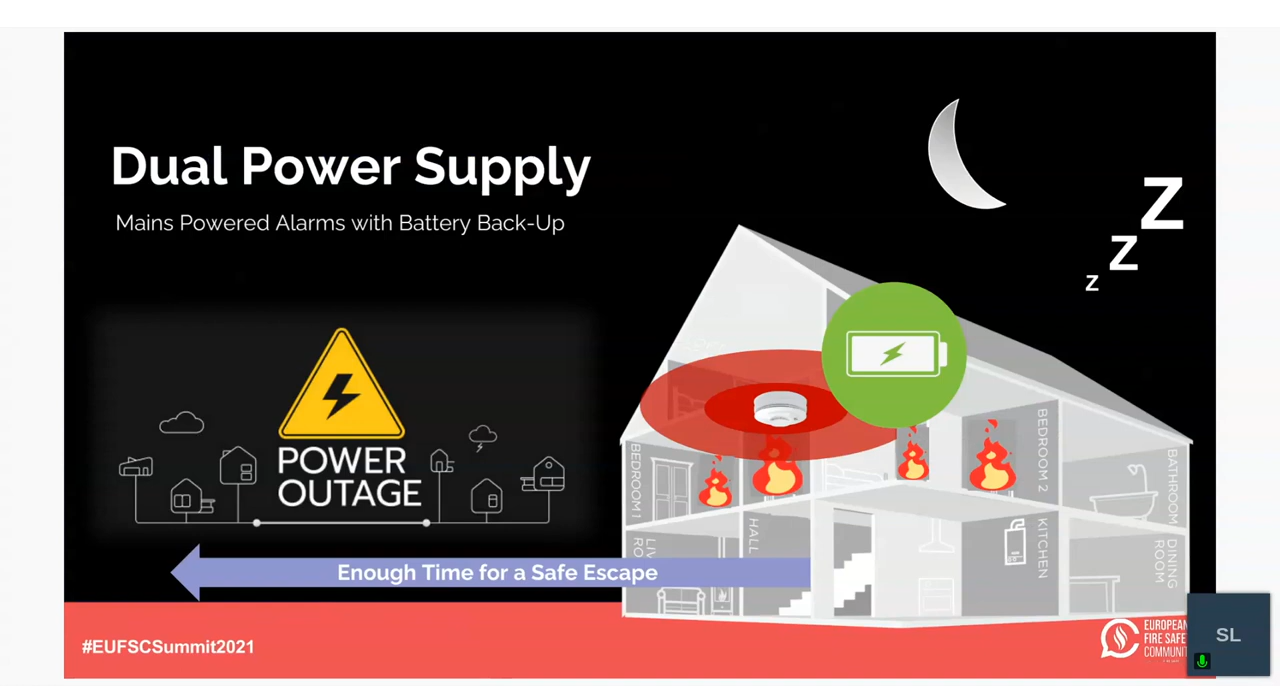 Dual Power Supply
Mains Powered Alarms with Battery Back-Up
Z
Z
Z
POWER
OUTAGE
BEDROOM 1
BEDROOM 2
BATHROOM
HALL
KITCHEN
DINING
ROOM
Enough Time for a Safe Escape
#EUFSCSummit2021
EUROPEAN
FIRE SAFE
COMMUNI
SL